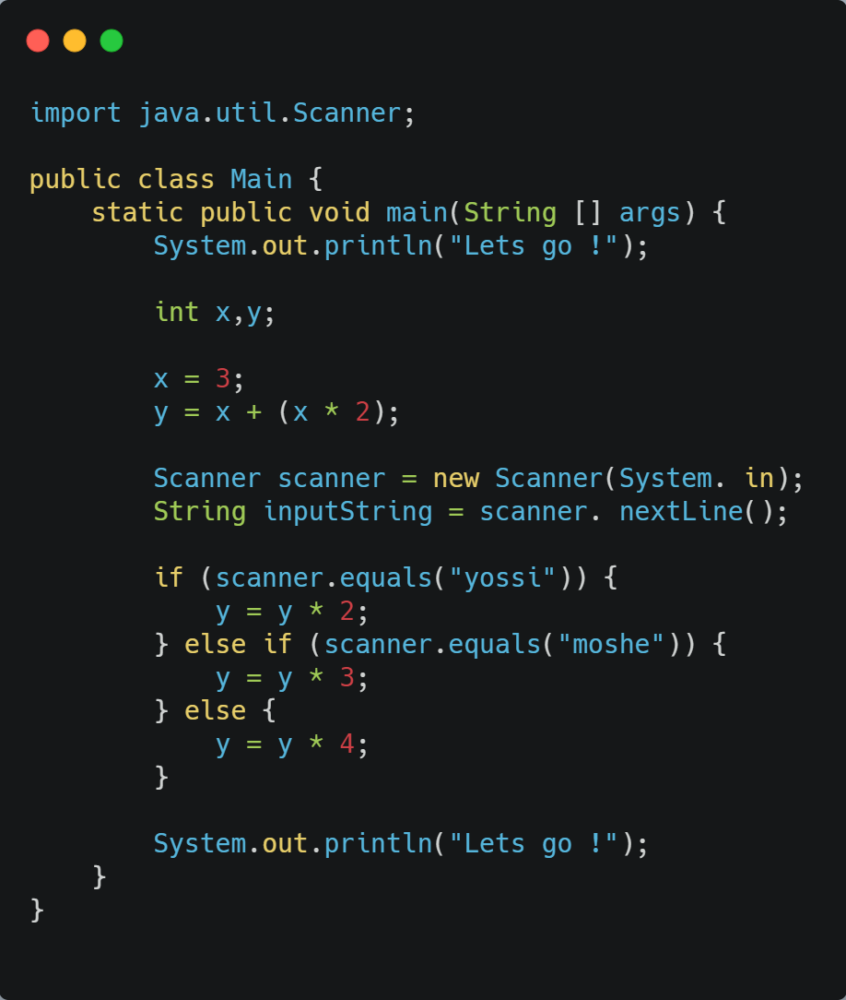 import java.util.Scanner;

public class Main {
    static public void main(String [] args) {
        System.out.println("Lets go !");

        int x,y;

        x = 3;
        y = x + (x * 2);

        Scanner scanner = new Scanner(System. in);
        String inputString = scanner. nextLine();

        if (scanner.equals("yossi")) {
            y = y * 2;
        } else if (scanner.equals("moshe")) {
            y = y * 3;
        } else {
            y = y * 4;
        }

        System.out.println("Lets go !");
    }
}